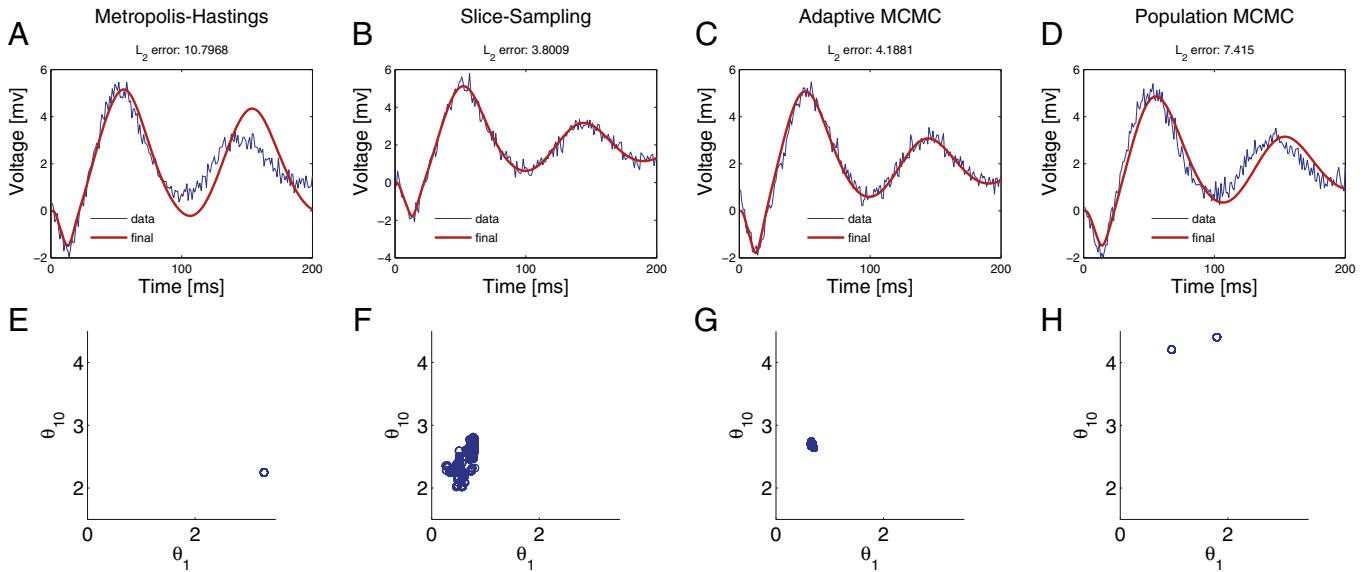 Metropolis-Hastings
A
L2 error: 10.7968
6
4
2
0
-2
Voltage [mv]
data
final
0
100
200
Time [ms]
Slice-Sampling
B
L2 error: 3.8009
6
4
2
0
-2
-4
Voltage [mv]
data
final
0
100
200
Time [ms]
Adaptive MCMC
C
L2 error: 4.1881
6
4
2
0
-2
Voltage [mv]
data
final
0
100
200
Time [ms]
Population MCMC
D
L2 error: 7.415
6
4
2
0
-2
Voltage [mv]
data
final
0
100
200
Time [ms]
E
4
3
2
θ10
0
2
θ1
F
4
3
2
θ10
0
2
θ1
G
4
3
2
θ10
0
2
θ1
H
4
3
2
θ10
0
2
θ1